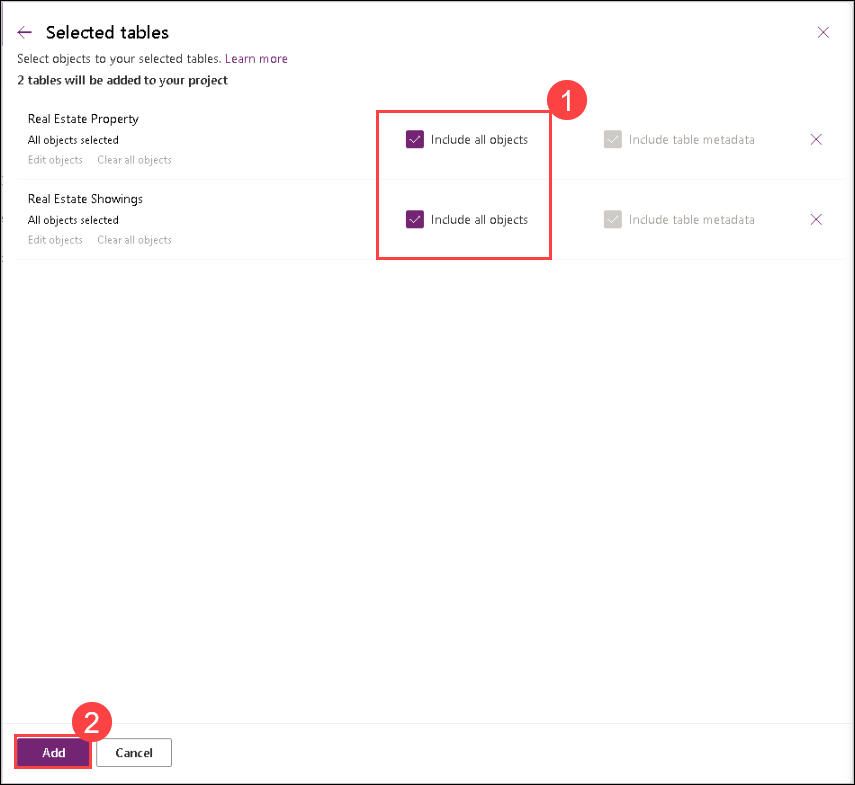 Selected tables
Select objects to your selected tables. Learn more
2 tables will be added to your project
1
Real Estate Property
All objects selected
Include all objects
Include table metadata
Edit objects Clear all objects
Real Estate Showings
All objects selected
Include all objects
Include table metadata
Edit objects Clear all objects
2
Add
Cancel